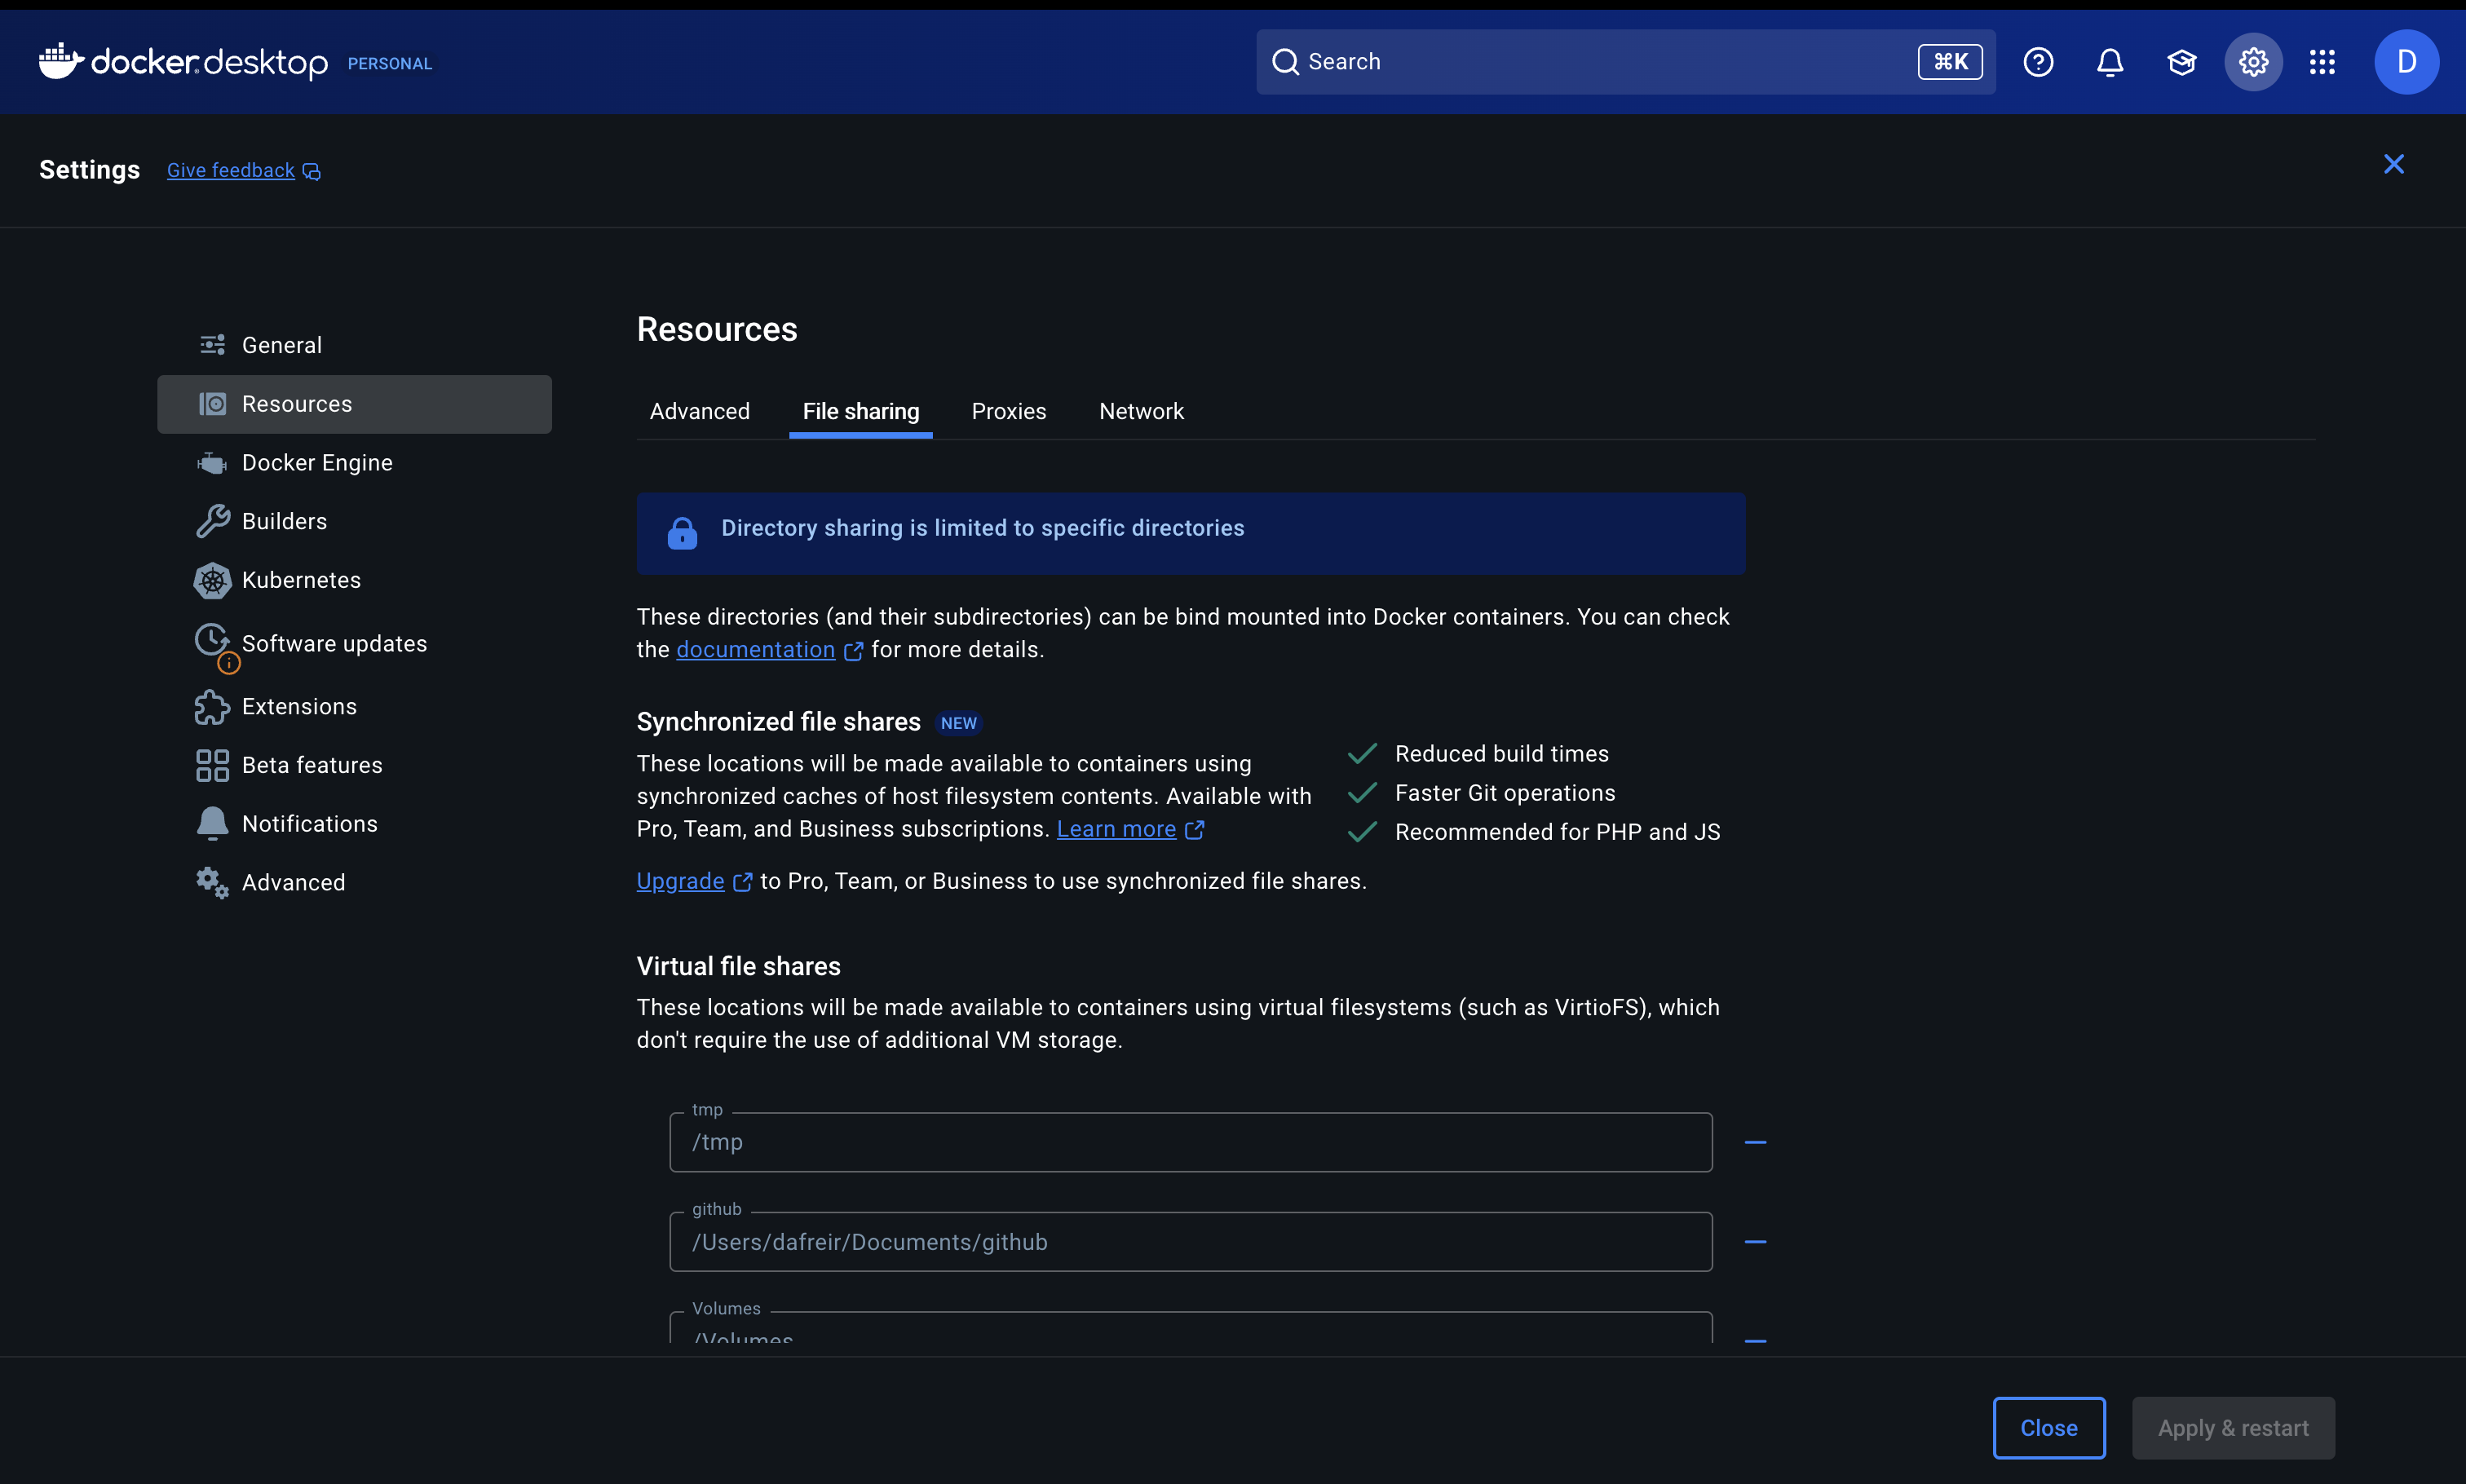 docker desktop PERSONAL
Search
⌘K
D
Settings Give feedback
General
Resources
Docker Engine
Builders
Kubernetes
Software updates
Extensions
Beta features
Notifications
Advanced
Resources
Advanced File sharing Proxies Network
Directory sharing is limited to specific directories
These directories (and their subdirectories) can be bind mounted into Docker containers. You can check
the documentation for more details.
Synchronized file shares NEW
These locations will be made available to containers using
synchronized caches of host filesystem contents. Available with
Pro, Team, and Business subscriptions. Learn more
Reduced build times
Faster Git operations
Recommended for PHP and JS
Upgrade to Pro, Team, or Business to use synchronized file shares.
Virtual file shares
These locations will be made available to containers using virtual filesystems (such as VirtioFS), which
don't require the use of additional VM storage.
tmp
/tmp
github
/Users/dafreir/Documents/github
Volumes
/Volumes
Close
Apply & restart